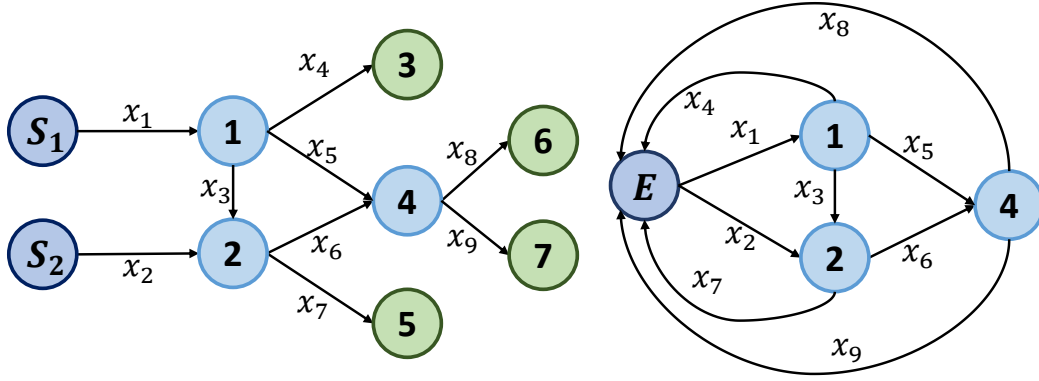 S₁
x₁
1
x₃
S₂
x₂
2
x₄
3
x₅
4
x₆
x₇
5
x₈
6
x₉
7
x₈
x₄
x₁
1
x₅
E
x₃
4
x₂
2
x₆
x₇
x₉